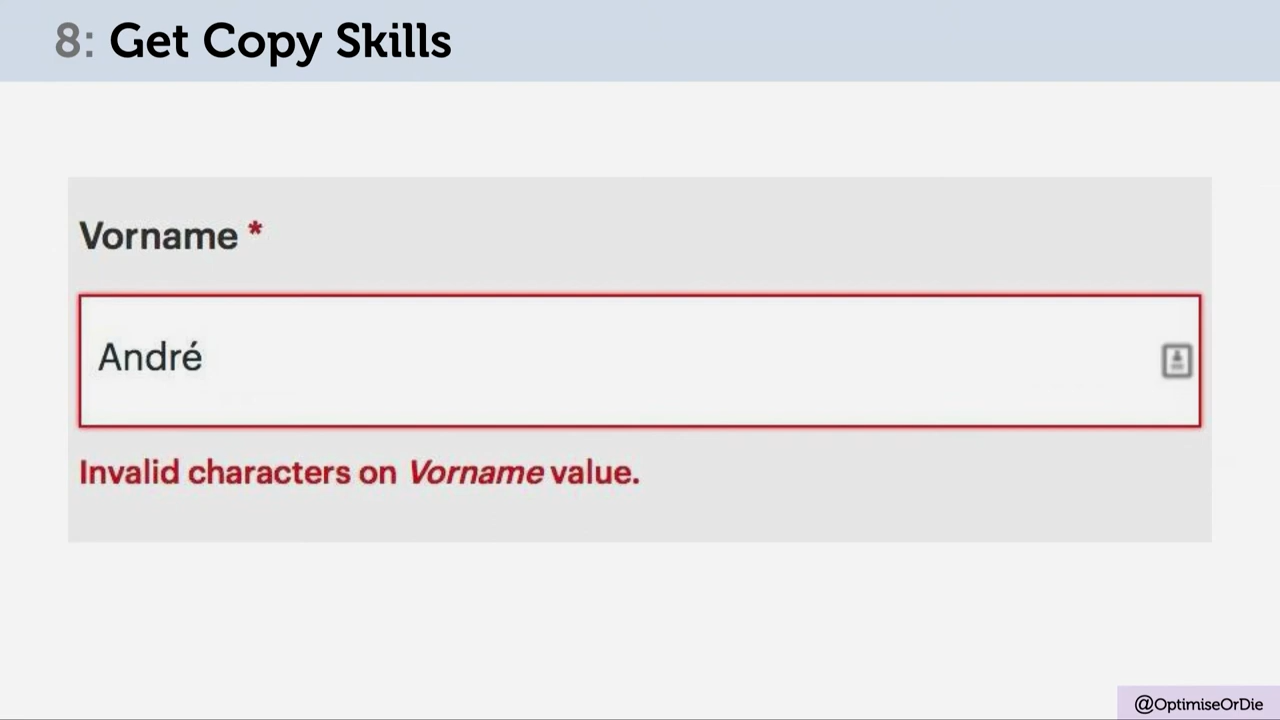 8: Get Copy Skills
Vorname *
André
Invalid characters on Vorname value.
@OptimiseOrDie